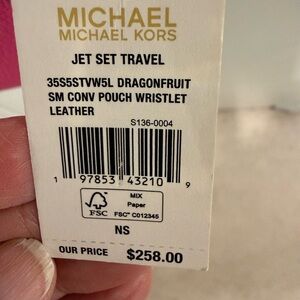 MICHAEL
MICHAEL KORS
JET SET TRAVEL
35S5STVW5L DRAGONFRUIT
SM CONV POUCH WRISTLET
LEATHER
S136-0004
1 97853 43210 9
FSC
MIX
Paper
FSC™ C012345
NS
OUR PRICE $258.00